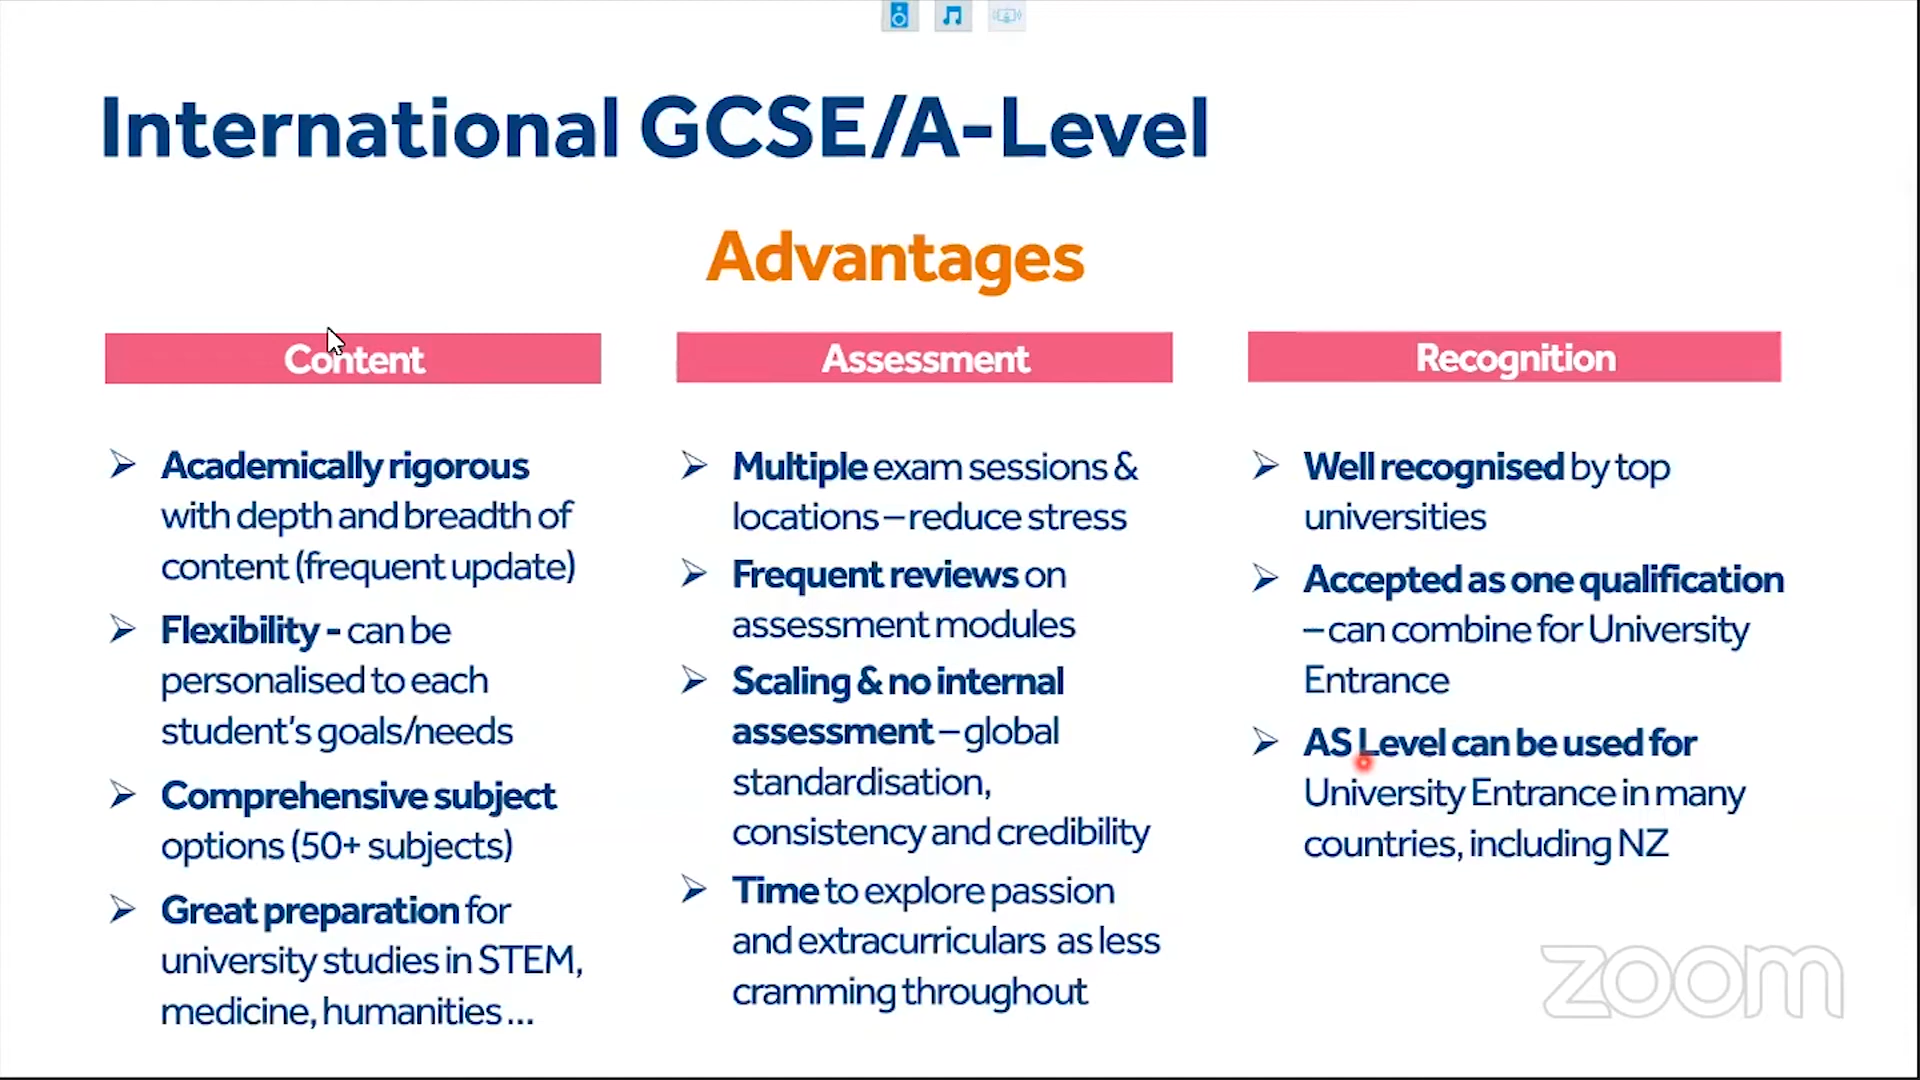 International GCSE/A-Level
Advantages
Content
Academically rigorous
with depth and breadth of
content (frequent update)
Flexibility - can be
personalised to each
student's goals/needs
Comprehensive subject
options (50+ subjects)
Great preparation for
university studies in STEM,
medicine, humanities ...
Assessment
Multiple exam sessions &
locations – reduce stress
Frequent reviews on
assessment modules
Scaling & no internal
assessment – global
standardisation,
consistency and credibility
Time to explore passion
and extracurriculars as less
cramming throughout
Recognition
Well recognised by top
universities
Accepted as one qualification
– can combine for University
Entrance
AS Level can be used for
University Entrance in many
countries, including NZ
zoom